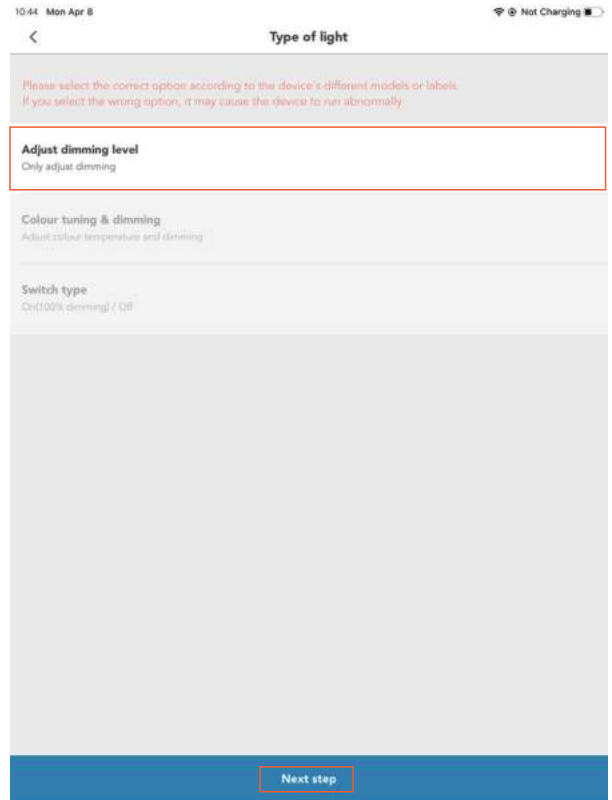 10:44 Mon Apr 8
Not Charging
Type of light
Please select the correct option according to the device's different models or labels.
If you select the wrong option, it may cause the device to run abnormally
Adjust dimming level
Only adjust dimming
Colour tuning & dimming
Adjust colour temperature and dimming
Switch type
On(100% dimming) / Off
Next step